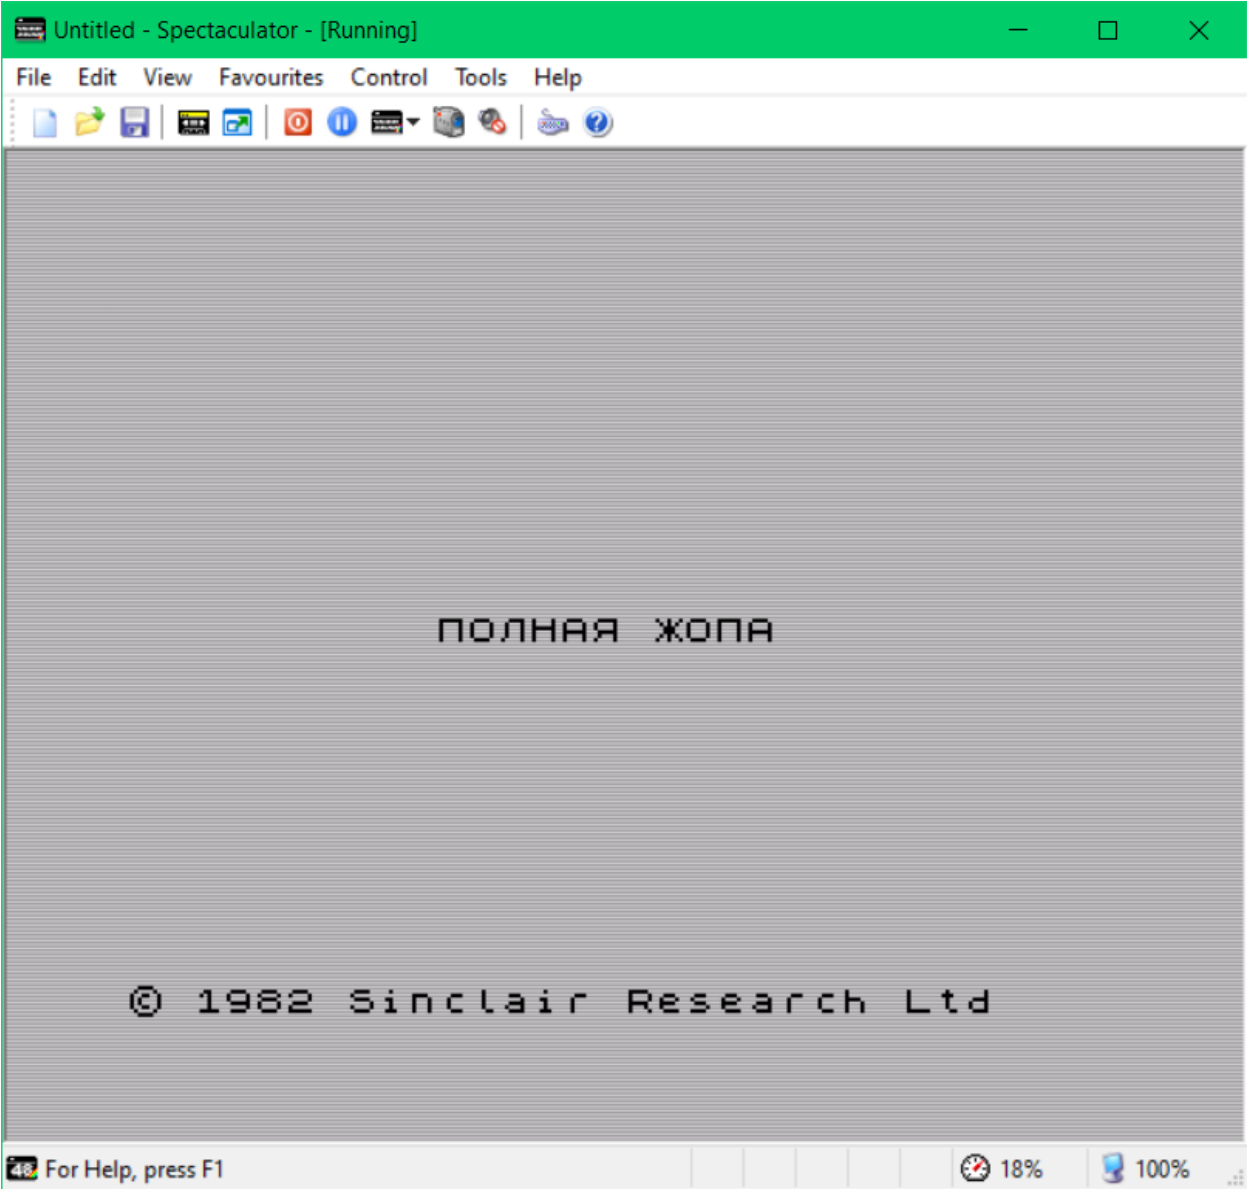 Untitled - Spectaculator - [Running]
File Edit View Favourites Control Tools Help
ПОЛНАЯ ЖОПА
© 1982 Sinclair Research Ltd
48 For Help, press F1 18% 100%